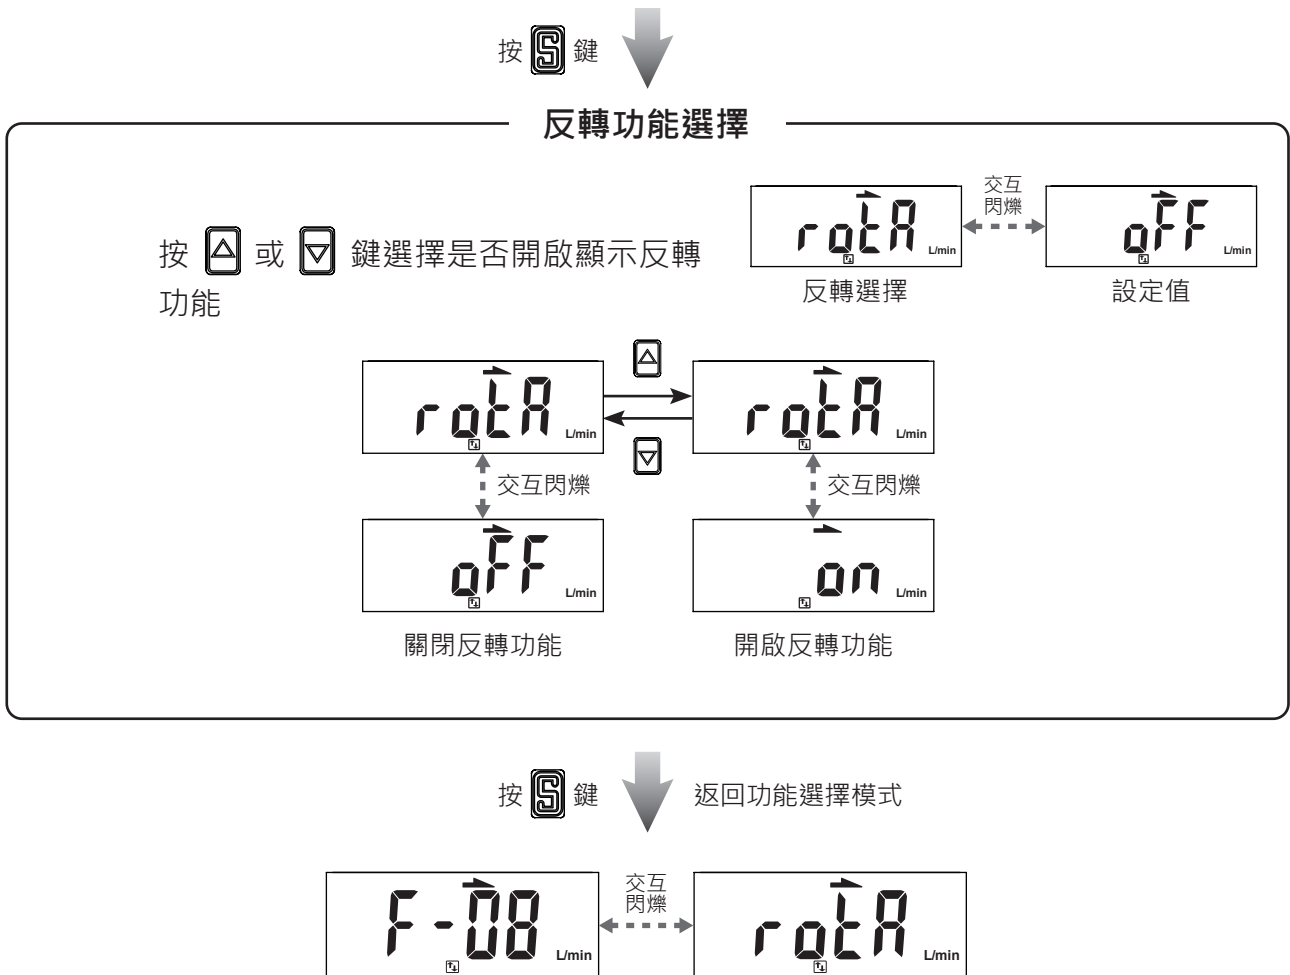 按 S 鍵
反轉功能選擇
交互
閃爍
rotA L/min
oFF L/min
按 或 鍵選擇是否開啟顯示反轉
功能
反轉選擇
設定值
rotA L/min
rotA L/min
交互閃爍
交互閃爍
oFF L/min
on L/min
關閉反轉功能
開啟反轉功能
按 S 鍵 返回功能選擇模式
交互
閃爍
F-08 L/min
rotA L/min